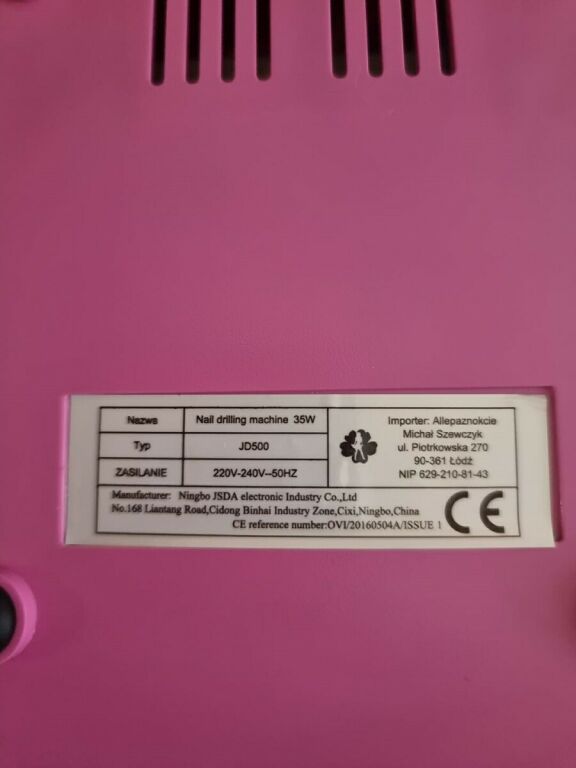 Nazwa Nail drilling machine 35W
Typ JD500
ZASILANIE 220V-240V--50HZ
Importer: Allepaznokcie
Michał Szewczyk
ul. Piotrkowska 270
90-361 Łódź
NIP 629-210-81-43
Manufacturer: Ningbo JSDA electronic Industry Co.,Ltd
No.168 Liantang Road,Cidong Binhai Industry Zone,Cixi,Ningbo,China
CE reference number:OVI/20160504A/ISSUE 1
CE